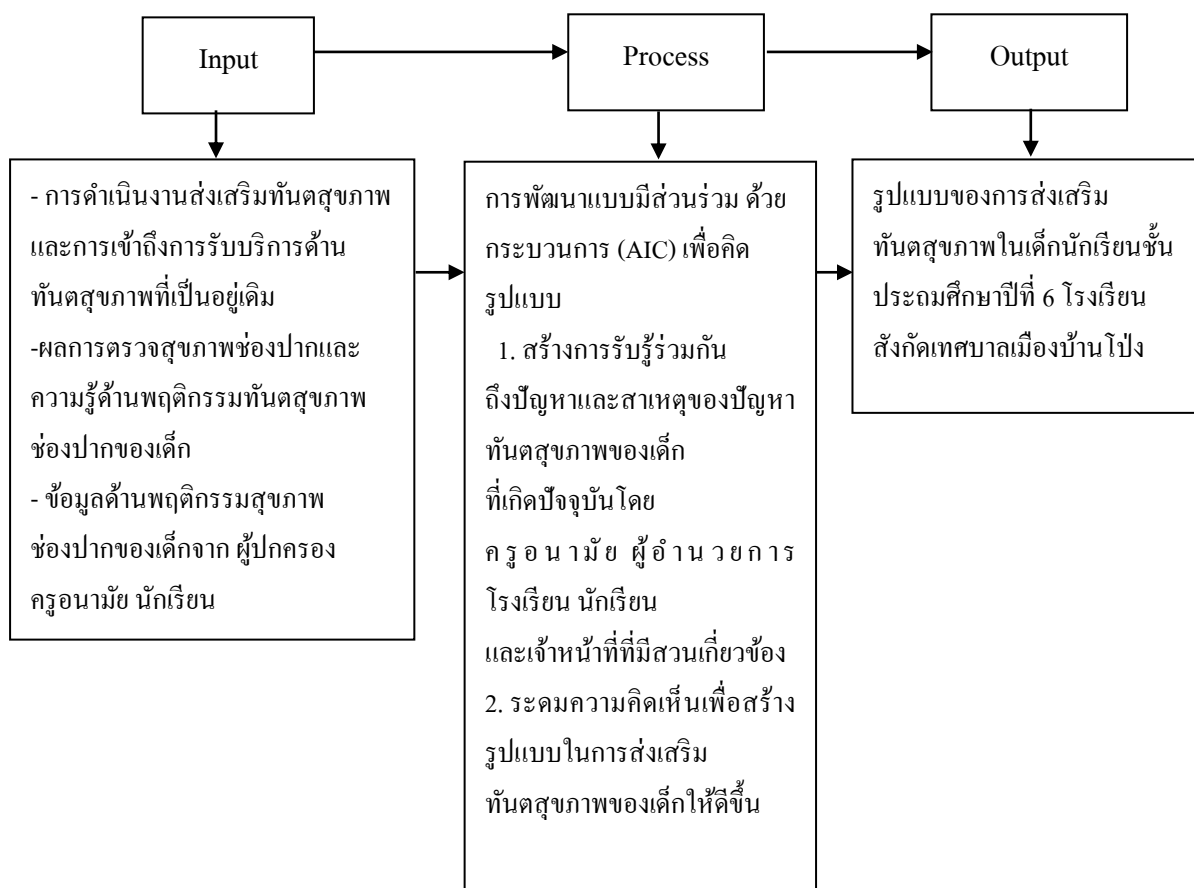 Input
Process
Output
- การดำเนินงานส่งเสริมทันตสุขภาพ
และการเข้าถึงการรับบริการด้าน
ทันตสุขภาพที่เป็นอยู่เดิม
-ผลการตรวจสุขภาพช่องปากและ
ความรู้ด้านพฤติกรรมทันตสุขภาพ
ช่องปากของเด็ก
- ข้อมูลด้านพฤติกรรมสุขภาพ
ช่องปากของเด็กจาก ผู้ปกครอง
ครูอนามัย นักเรียน
การพัฒนาแบบมีส่วนร่วม ด้วย
กระบวนการ (AIC) เพื่อคิด
รูปแบบ
1. สร้างการรับรู้ร่วมกัน
ถึงปัญหาและสาเหตุของปัญหา
ทันตสุขภาพของเด็ก
ที่เกิดปัจจุบันโดย
ครูอนามัย ผู้อำนวยการ
โรงเรียน นักเรียน
และเจ้าหน้าที่ที่มีสวนเกี่ยวข้อง
2. ระดมความคิดเห็นเพื่อสร้าง
รูปแบบในการส่งเสริม
ทันตสุขภาพของเด็กให้ดีขึ้น
รูปแบบของการส่งเสริม
ทันตสุขภาพในเด็กนักเรียนชั้น
ประถมศึกษาปีที่ 6 โรงเรียน
สังกัดเทศบาลเมืองบ้านโป่ง